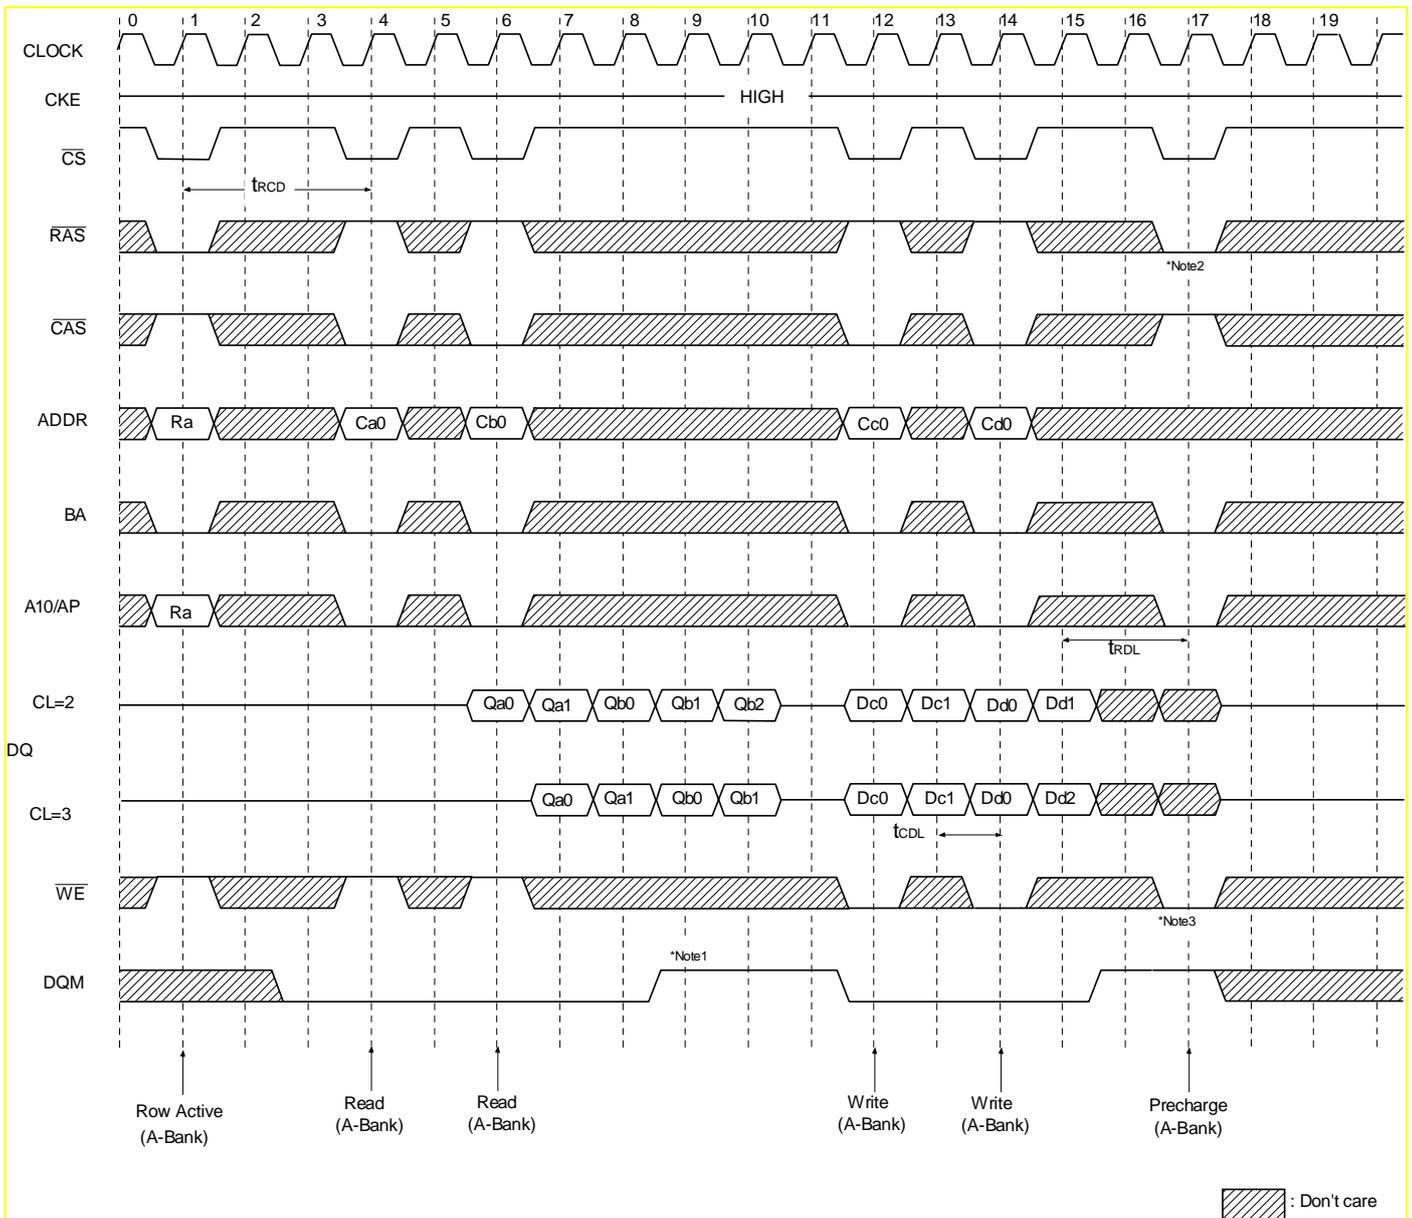 0 1 2 3 4 5 6 7 8 9 10 11 12 13 14 15 16 17 18 19
CLOCK
CKE HIGH
CS
tRCD
RAS
*Note2
CAS
ADDR Ra Ca0 Cb0 Cc0 Cd0
BA
A10/AP Ra
tRDL
CL=2 Qa0 Qa1 Qb0 Qb1 Qb2 Dc0 Dc1 Dd0 Dd1
DQ
CL=3 Qa0 Qa1 Qb0 Qb1 Dc0 Dc1 Dd0 Dd2
tCDL
WE
*Note3
*Note1
DQM
Row Active
(A-Bank)
Read
(A-Bank)
Read
(A-Bank)
Write
(A-Bank)
Write
(A-Bank)
Precharge
(A-Bank)
: Don't care